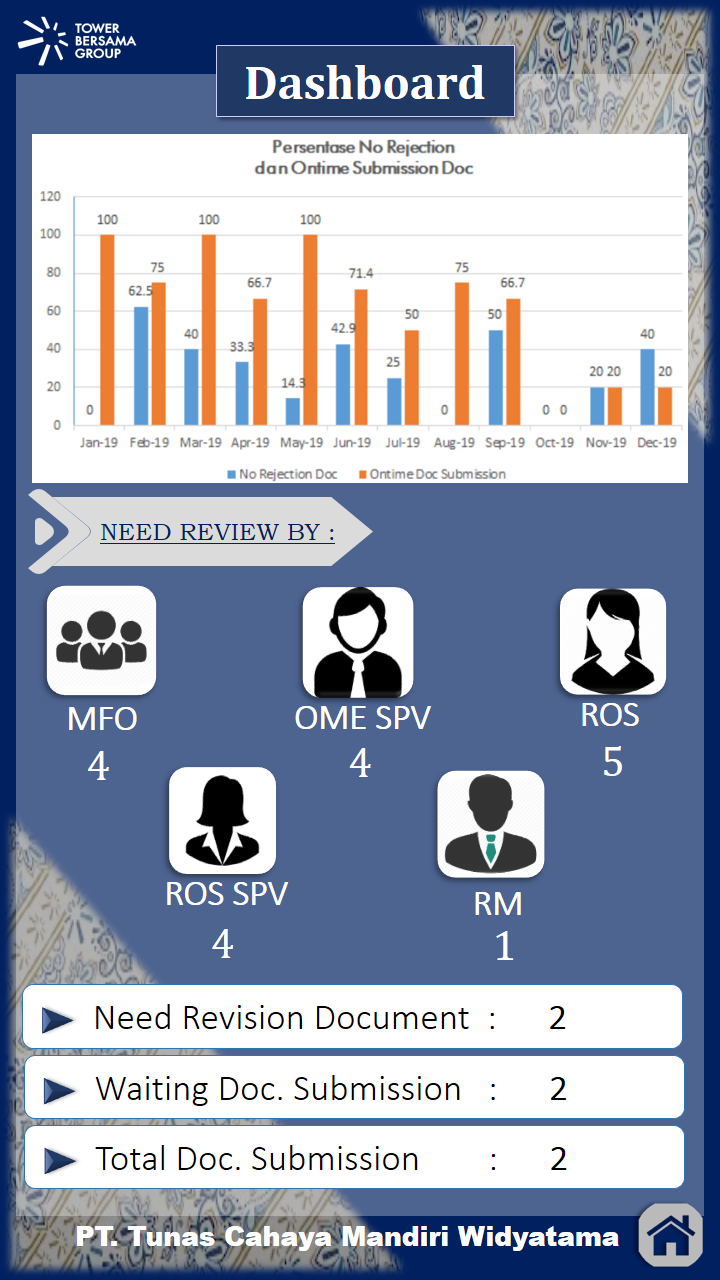 TOWER
BERSAMA
GROUP
Dashboard
Persentase No Rejection
dan Ontime Submission Doc
120
100
80
60
40
20
0
0 100
62.5 75
40 100
33.3 66.7
14.3 100
42.9 71.4
25 50
0 75
50 66.7
0 0
20 20
40 20
Jan-19 Feb-19 Mar-19 Apr-19 May-19 Jun-19 Jul-19 Aug-19 Sep-19 Oct-19 Nov-19 Dec-19
No Rejection Doc Ontime Doc Submission
NEED REVIEW BY :
MFO
4
OME SPV
4
ROS
5
ROS SPV
4
RM
1
Need Revision Document : 2
Waiting Doc. Submission : 2
Total Doc. Submission : 2
PT. Tunas Cahaya Mandiri Widyatama